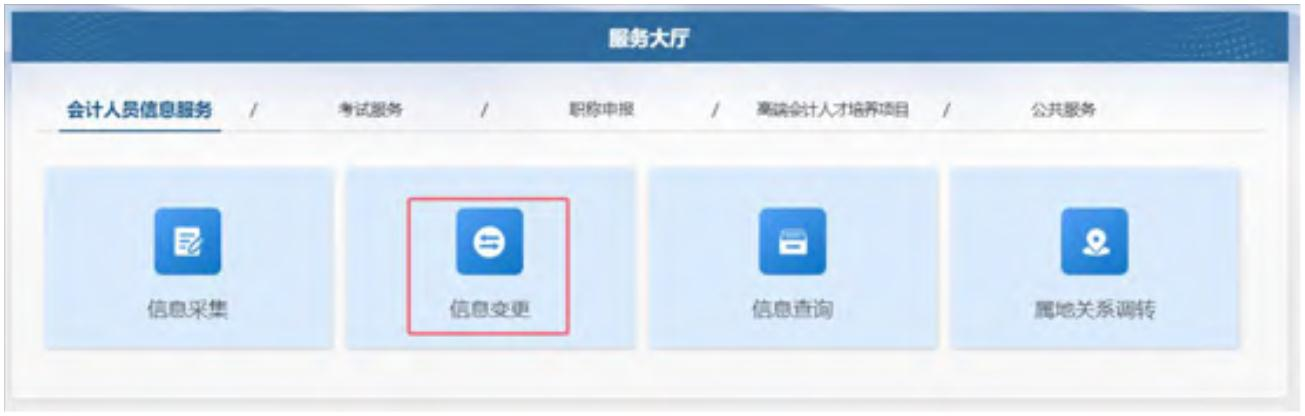 服务大厅
会计人员信息服务 / 考试服务 / 职称申报 / 高端会计人才培养项目 / 公共服务
信息采集 信息变更 信息查询 属地关系调转